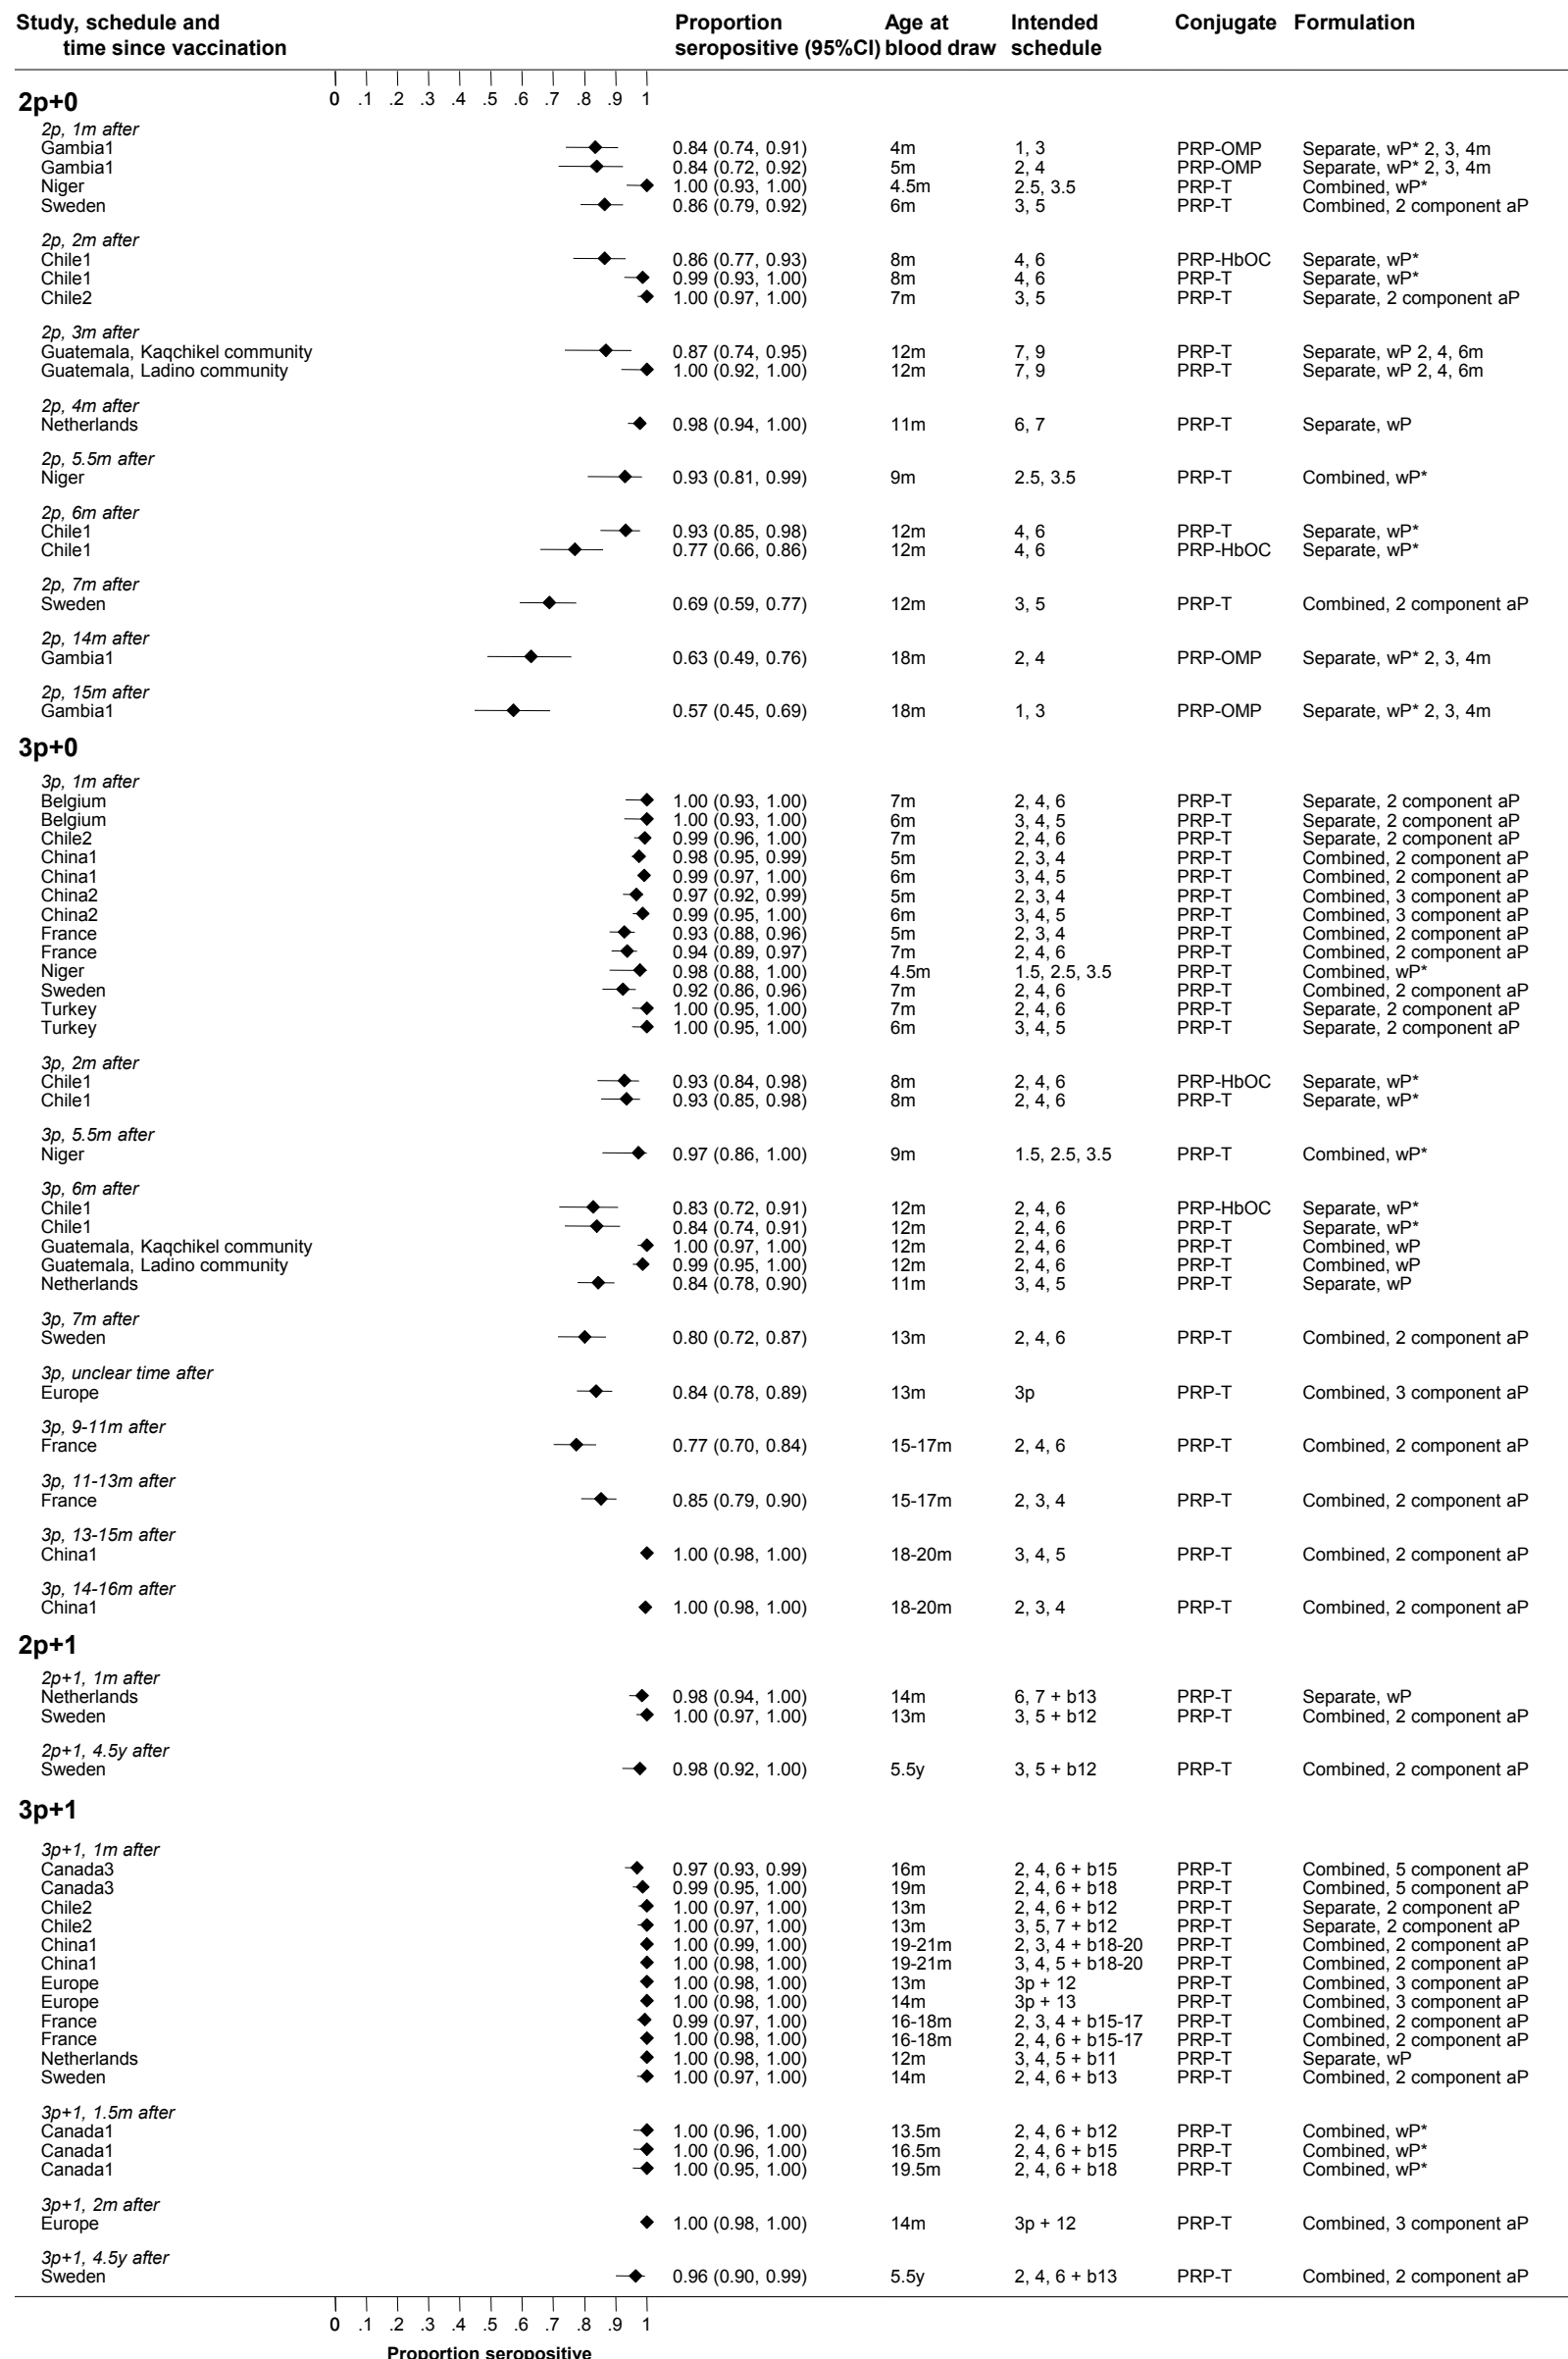 Study, schedule and Proportion Age at Intended Conjugate Formulation
time since vaccination seropositive (95%CI) blood draw schedule
0 .1 .2 .3 .4 .5 .6 .7 .8 .9 1
2p+0
2p, 1m after
Gambia1 0.84 (0.74, 0.91) 4m 1, 3 PRP-OMP Separate, wP* 2, 3, 4m
Gambia1 0.84 (0.72, 0.92) 5m 2, 4 PRP-OMP Separate, wP* 2, 3, 4m
Niger 1.00 (0.93, 1.00) 4.5m 2.5, 3.5 PRP-T Combined, wP*
Sweden 0.86 (0.79, 0.92) 6m 3, 5 PRP-T Combined, 2 component aP
2p, 2m after
Chile1 0.86 (0.77, 0.93) 8m 4, 6 PRP-HbOC Separate, wP*
Chile1 0.99 (0.93, 1.00) 8m 4, 6 PRP-T Separate, wP*
Chile2 1.00 (0.97, 1.00) 7m 3, 5 PRP-T Separate, 2 component aP
2p, 3m after
Guatemala, Kaqchikel community 0.87 (0.74, 0.95) 12m 7, 9 PRP-T Separate, wP 2, 4, 6m
Guatemala, Ladino community 1.00 (0.92, 1.00) 12m 7, 9 PRP-T Separate, wP 2, 4, 6m
2p, 4m after
Netherlands 0.98 (0.94, 1.00) 11m 6, 7 PRP-T Separate, wP
2p, 5.5m after
Niger 0.93 (0.81, 0.99) 9m 2.5, 3.5 PRP-T Combined, wP*
2p, 6m after
Chile1 0.93 (0.85, 0.98) 12m 4, 6 PRP-T Separate, wP*
Chile1 0.77 (0.66, 0.86) 12m 4, 6 PRP-HbOC Separate, wP*
2p, 7m after
Sweden 0.69 (0.59, 0.77) 12m 3, 5 PRP-T Combined, 2 component aP
2p, 14m after
Gambia1 0.63 (0.49, 0.76) 18m 2, 4 PRP-OMP Separate, wP* 2, 3, 4m
2p, 15m after
Gambia1 0.57 (0.45, 0.69) 18m 1, 3 PRP-OMP Separate, wP* 2, 3, 4m
3p+0
3p, 1m after
Belgium 1.00 (0.93, 1.00) 7m 2, 4, 6 PRP-T Separate, 2 component aP
Belgium 1.00 (0.93, 1.00) 6m 3, 4, 5 PRP-T Separate, 2 component aP
Chile2 0.99 (0.96, 1.00) 7m 2, 4, 6 PRP-T Separate, 2 component aP
China1 0.98 (0.95, 0.99) 5m 2, 3, 4 PRP-T Combined, 2 component aP
China1 0.99 (0.97, 1.00) 6m 3, 4, 5 PRP-T Combined, 2 component aP
China2 0.97 (0.92, 0.99) 5m 2, 3, 4 PRP-T Combined, 3 component aP
China2 0.99 (0.95, 1.00) 6m 3, 4, 5 PRP-T Combined, 3 component aP
France 0.93 (0.88, 0.96) 5m 2, 3, 4 PRP-T Combined, 2 component aP
France 0.94 (0.89, 0.97) 7m 2, 4, 6 PRP-T Combined, 2 component aP
Niger 0.98 (0.88, 1.00) 4.5m 1.5, 2.5, 3.5 PRP-T Combined, wP*
Sweden 0.92 (0.86, 0.96) 7m 2, 4, 6 PRP-T Combined, 2 component aP
Turkey 1.00 (0.95, 1.00) 7m 2, 4, 6 PRP-T Separate, 2 component aP
Turkey 1.00 (0.95, 1.00) 6m 3, 4, 5 PRP-T Separate, 2 component aP
3p, 2m after
Chile1 0.93 (0.84, 0.98) 8m 2, 4, 6 PRP-HbOC Separate, wP*
Chile1 0.93 (0.85, 0.98) 8m 2, 4, 6 PRP-T Separate, wP*
3p, 5.5m after
Niger 0.97 (0.86, 1.00) 9m 1.5, 2.5, 3.5 PRP-T Combined, wP*
3p, 6m after
Chile1 0.83 (0.72, 0.91) 12m 2, 4, 6 PRP-HbOC Separate, wP*
Chile1 0.84 (0.74, 0.91) 12m 2, 4, 6 PRP-T Separate, wP*
Guatemala, Kaqchikel community 1.00 (0.97, 1.00) 12m 2, 4, 6 PRP-T Combined, wP
Guatemala, Ladino community 0.99 (0.95, 1.00) 12m 2, 4, 6 PRP-T Combined, wP
Netherlands 0.84 (0.78, 0.90) 11m 3, 4, 5 PRP-T Separate, wP
3p, 7m after
Sweden 0.80 (0.72, 0.87) 13m 2, 4, 6 PRP-T Combined, 2 component aP
3p, unclear time after
Europe 0.84 (0.78, 0.89) 13m 3p PRP-T Combined, 3 component aP
3p, 9-11m after
France 0.77 (0.70, 0.84) 15-17m 2, 4, 6 PRP-T Combined, 2 component aP
3p, 11-13m after
France 0.85 (0.79, 0.90) 15-17m 2, 3, 4 PRP-T Combined, 2 component aP
3p, 13-15m after
China1 1.00 (0.98, 1.00) 18-20m 3, 4, 5 PRP-T Combined, 2 component aP
3p, 14-16m after
China1 1.00 (0.98, 1.00) 18-20m 2, 3, 4 PRP-T Combined, 2 component aP
2p+1
2p+1, 1m after
Netherlands 0.98 (0.94, 1.00) 14m 6, 7 + b13 PRP-T Separate, wP
Sweden 1.00 (0.97, 1.00) 13m 3, 5 + b12 PRP-T Combined, 2 component aP
2p+1, 4.5y after
Sweden 0.98 (0.92, 1.00) 5.5y 3, 5 + b12 PRP-T Combined, 2 component aP
3p+1
3p+1, 1m after
Canada3 0.97 (0.93, 0.99) 16m 2, 4, 6 + b15 PRP-T Combined, 5 component aP
Canada3 0.99 (0.95, 1.00) 19m 2, 4, 6 + b18 PRP-T Combined, 5 component aP
Chile2 1.00 (0.97, 1.00) 13m 2, 4, 6 + b12 PRP-T Separate, 2 component aP
Chile2 1.00 (0.97, 1.00) 13m 3, 5, 7 + b12 PRP-T Separate, 2 component aP
China1 1.00 (0.99, 1.00) 19-21m 2, 3, 4 + b18-20 PRP-T Combined, 2 component aP
China1 1.00 (0.98, 1.00) 19-21m 3, 4, 5 + b18-20 PRP-T Combined, 2 component aP
Europe 1.00 (0.98, 1.00) 13m 3p + 12 PRP-T Combined, 3 component aP
Europe 1.00 (0.98, 1.00) 14m 3p + 13 PRP-T Combined, 3 component aP
France 0.99 (0.97, 1.00) 16-18m 2, 3, 4 + b15-17 PRP-T Combined, 2 component aP
France 1.00 (0.98, 1.00) 16-18m 2, 4, 6 + b15-17 PRP-T Combined, 2 component aP
Netherlands 1.00 (0.98, 1.00) 12m 3, 4, 5 + b11 PRP-T Separate, wP
Sweden 1.00 (0.97, 1.00) 14m 2, 4, 6 + b13 PRP-T Combined, 2 component aP
3p+1, 1.5m after
Canada1 1.00 (0.96, 1.00) 13.5m 2, 4, 6 + b12 PRP-T Combined, wP*
Canada1 1.00 (0.96, 1.00) 16.5m 2, 4, 6 + b15 PRP-T Combined, wP*
Canada1 1.00 (0.95, 1.00) 19.5m 2, 4, 6 + b18 PRP-T Combined, wP*
3p+1, 2m after
Europe 1.00 (0.98, 1.00) 14m 3p + 12 PRP-T Combined, 3 component aP
3p+1, 4.5y after
Sweden 0.96 (0.90, 0.99) 5.5y 2, 4, 6 + b13 PRP-T Combined, 2 component aP
0 .1 .2 .3 .4 .5 .6 .7 .8 .9 1
Proportion seropositive